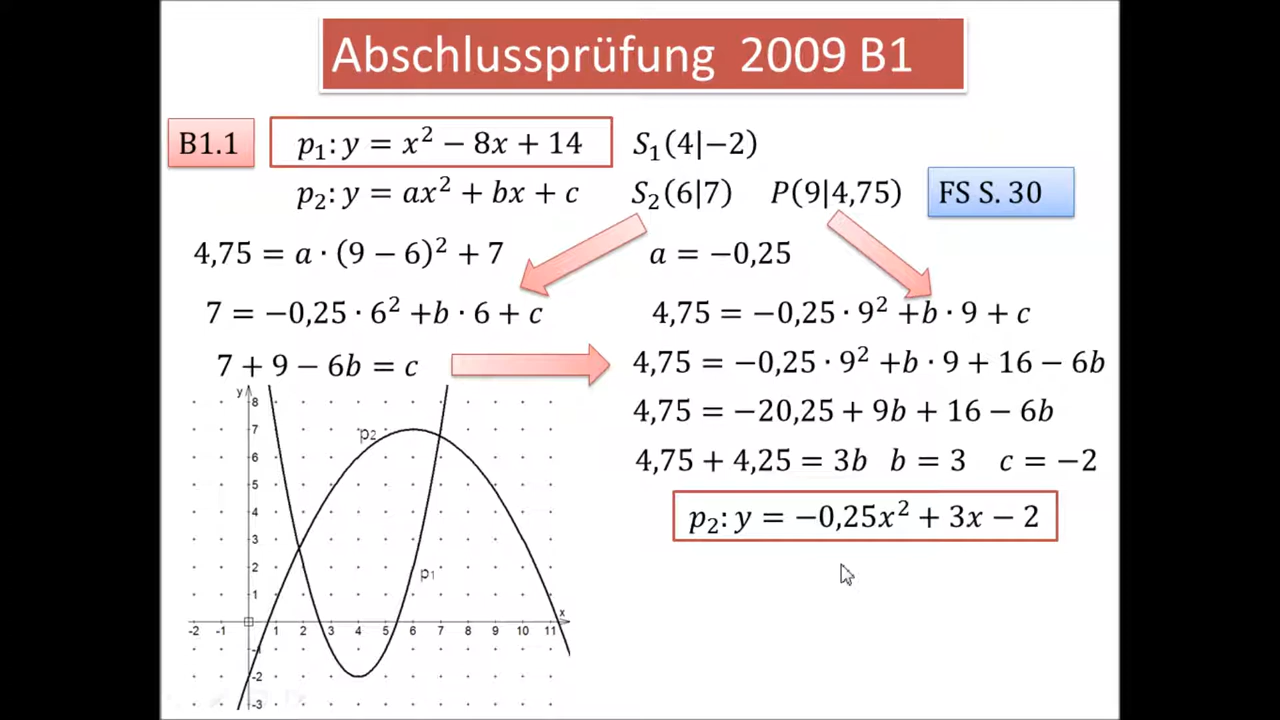 Abschlussprüfung 2009 B1
B1.1 p₁: y = x² − 8x + 14 S₁(4|−2)
p₂: y = ax² + bx + c S₂(6|7) P(9|4,75) FS S. 30
4,75 = a · (9 − 6)² + 7 a = −0,25
7 = −0,25 · 6² +b · 6 + c 4,75 = −0,25 · 9² +b · 9 + c
7 + 9 − 6b = c 4,75 = −0,25 · 9² +b · 9 + 16 − 6b
4,75 = −20,25 + 9b + 16 − 6b
4,75 + 4,25 = 3b b = 3 c = −2
p₂: y = −0,25x² + 3x − 2
y
8
7
p₂
6
5
4
3
2
p₁
1
x
-2 -1 0 1 2 3 4 5 6 7 8 9 10 11
-1
-2
-3